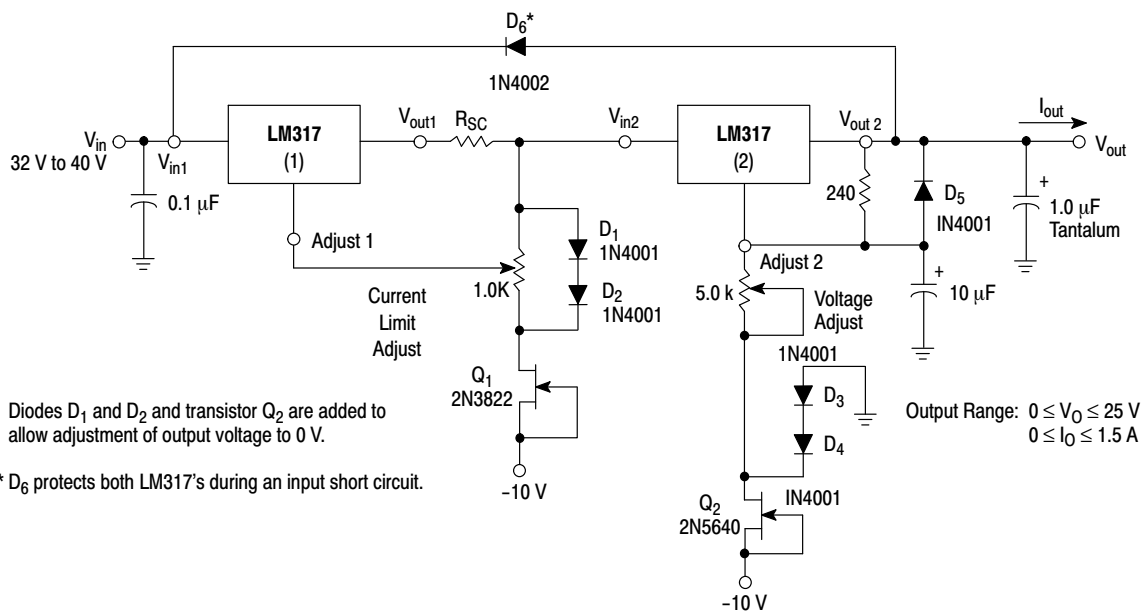 D6*
1N4002
Vin
32 V to 40 V
Vin1
0.1 µF
LM317
(1)
Vout1
RSC
Vin2
LM317
(2)
Vout 2
Iout
Vout
Adjust 1
1.0K
Current
Limit
Adjust
D1
1N4001
D2
1N4001
240
D5
IN4001
+
1.0 µF
Tantalum
Adjust 2
5.0 k
Voltage
Adjust
+
10 µF
Q1
2N3822
–10 V
1N4001
D3
D4
IN4001
Q2
2N5640
–10 V
Output Range: 0 ≤ VO ≤ 25 V
0 ≤ IO ≤ 1.5 A
Diodes D1 and D2 and transistor Q2 are added to
allow adjustment of output voltage to 0 V.
* D6 protects both LM317's during an input short circuit.